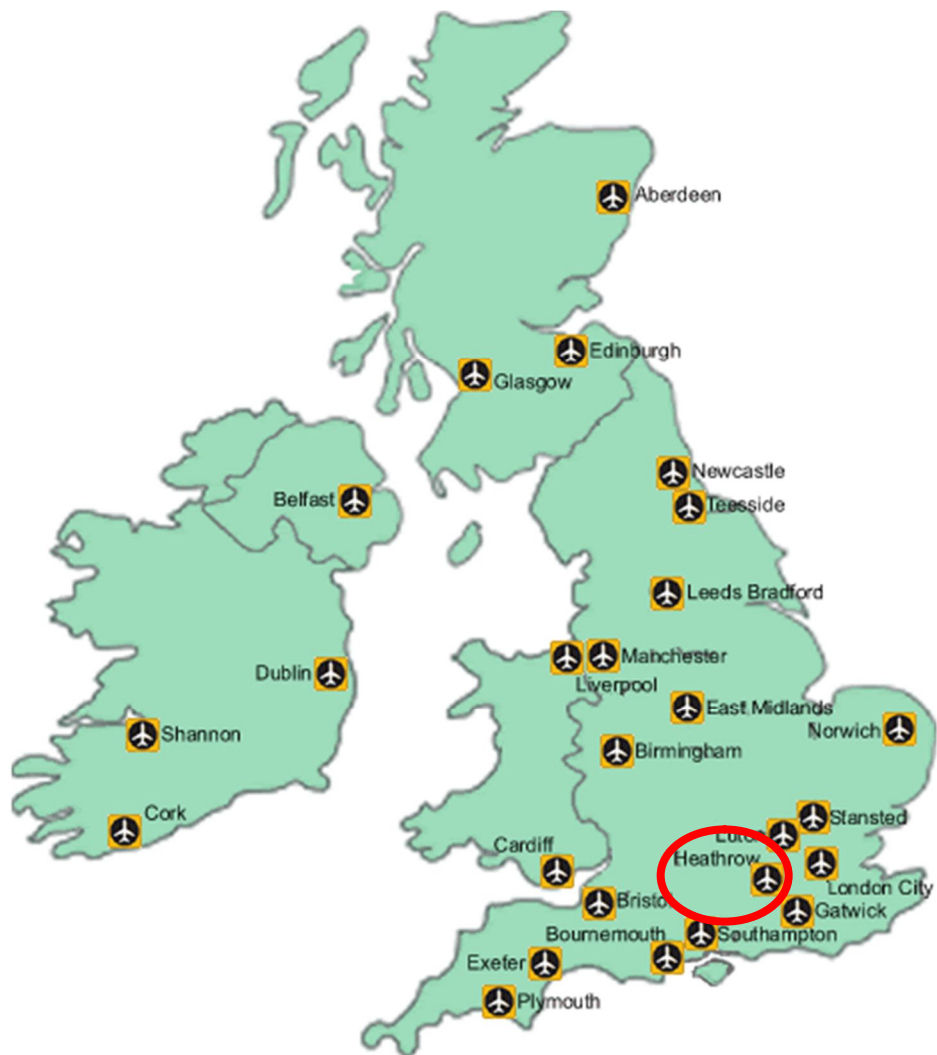 Aberdeen
Edinburgh
Glasgow
Newcastle
Belfast
Teesside
Leeds Bradford
Manchester
Dublin
Liverpool
East Midlands
Shannon
Norwich
Birmingham
Cork
Stansted
Luton
Cardiff
Heathrow
London City
Bristol
Gatwick
Bournemouth
Southampton
Exeter
Plymouth